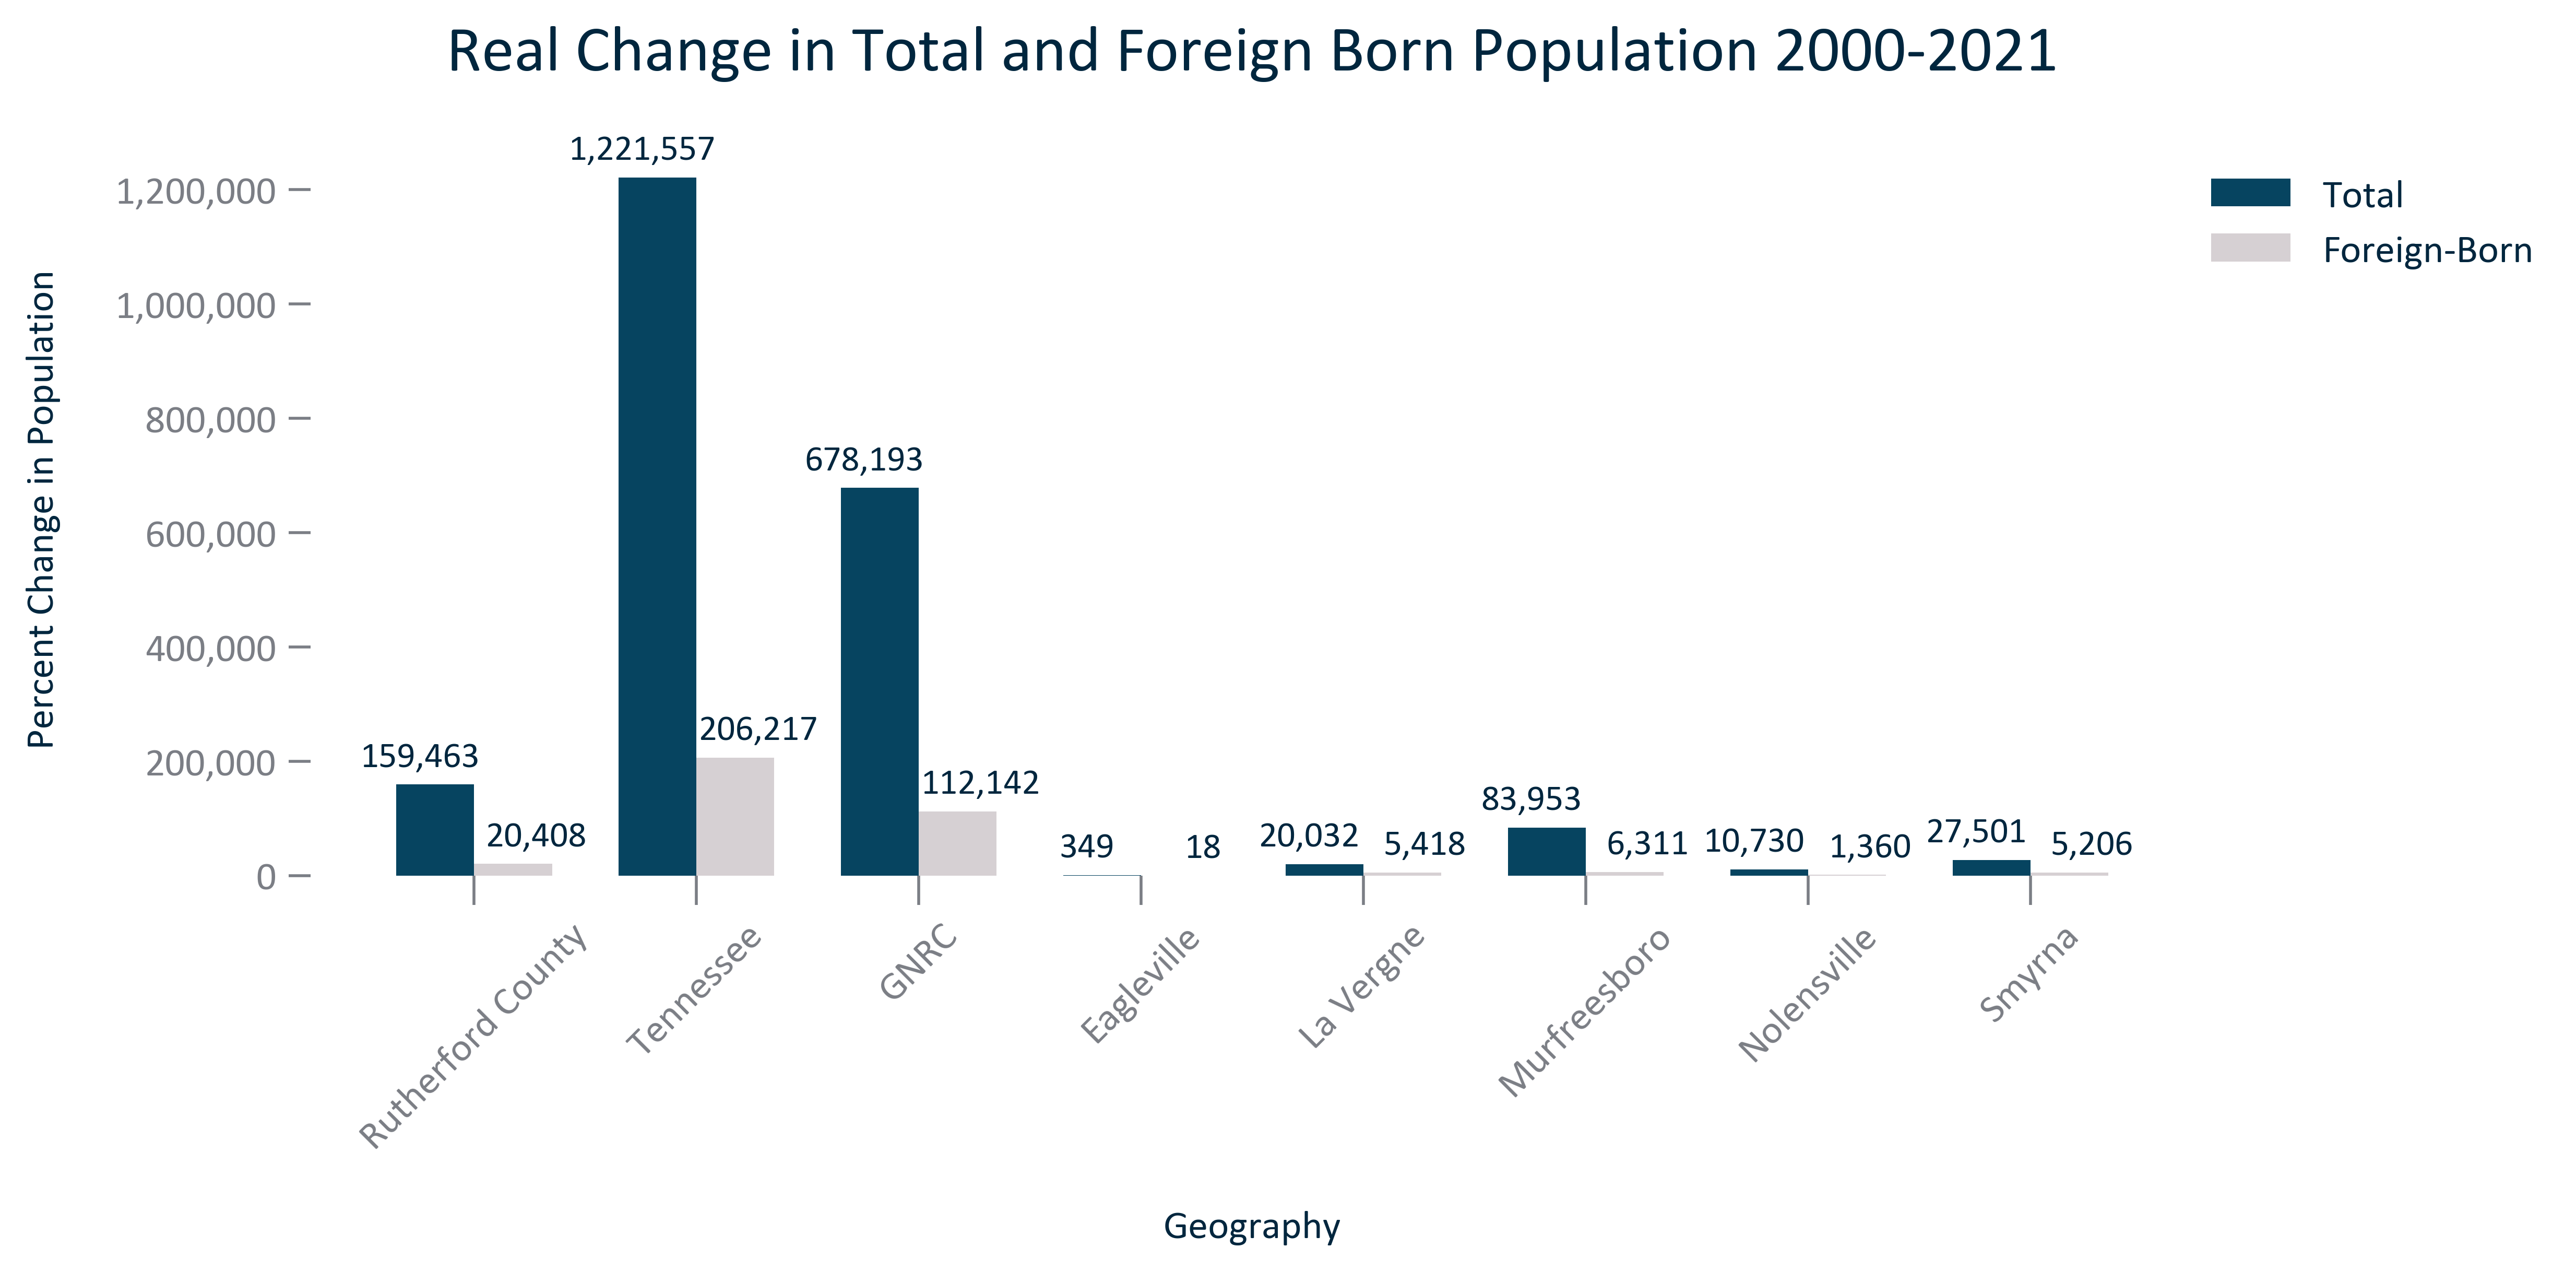 Real Change in Total and Foreign Born Population 2000-2021
Total
Foreign-Born
Percent Change in Population
1,200,000
1,000,000
800,000
600,000
400,000
200,000
0
159,463
20,408
1,221,557
206,217
678,193
112,142
349
18
20,032
5,418
83,953
6,311
10,730
1,360
27,501
5,206
Rutherford County
Tennessee
GNRC
Eagleville
La Vergne
Murfreesboro
Nolensville
Smyrna
Geography